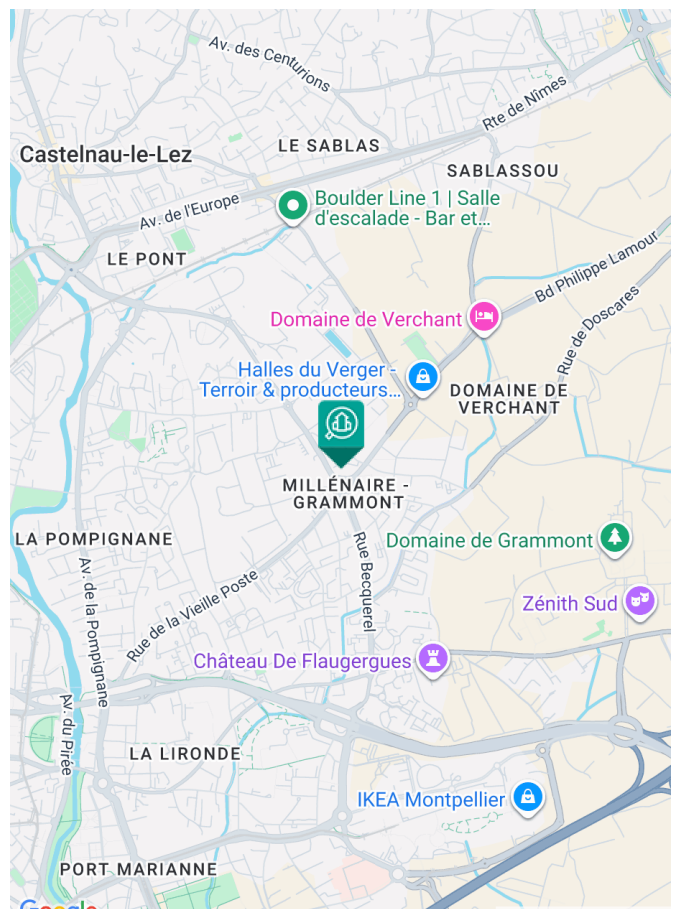 Av. des Centurions
Rte de Nîmes
LE SABLAS
Castelnau-le-Lez
SABLASSOU
Boulder Line 1 | Salle
d'escalade - Bar et...
Av. de l'Europe
LE PONT
Bd Philippe Lamour
Domaine de Verchant
Rue de Doscares
Halles du Verger -
Terroir & producteurs...
DOMAINE DE
VERCHANT
MILLÉNAIRE -
GRAMMONT
LA POMPIGNANE
Domaine de Grammont
Rue Becquerel
Av. de la Pompignane
Rue de la Vieille Poste
Zénith Sud
Château De Flaugergues
Av. du Pirée
LA LIRONDE
IKEA Montpellier
PORT MARIANNE
Google